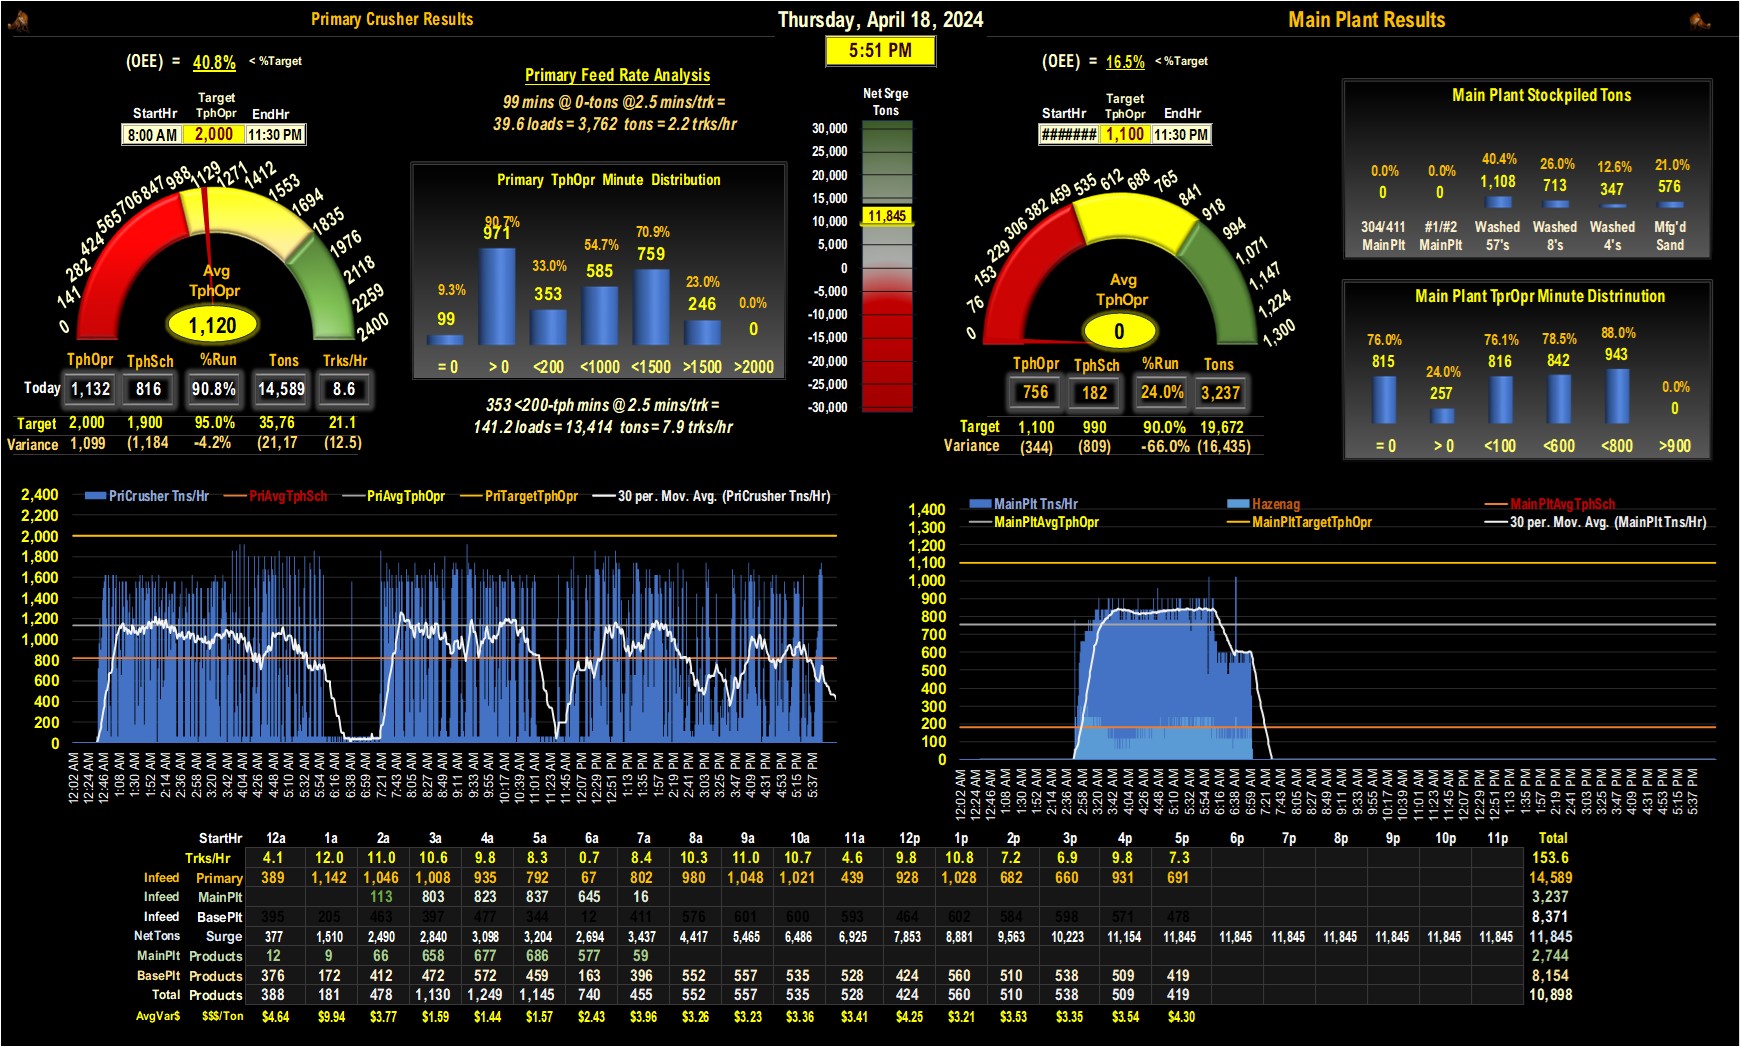 Primary Crusher Results
Thursday, April 18, 2024
Main Plant Results
5:51 PM
(OEE) = 40.8% < %Target
StartHr Target TphOpr EndHr
8:00 AM 2,000 11:30 PM
0 141 282 424 565 706 847 988 1129 1271 1412 1553 1694 1835 1976 2118 2259 2400
Avg
TphOpr
1,120
TphOpr TphSch %Run Tons Trks/Hr
Today 1,132 816 90.8% 14,589 8.6
Target 2,000 1,900 95.0% 35,76 21.1
Variance 1,099 (1,184 -4.2% (21,17 (12.5)
Primary Feed Rate Analysis
99 mins @ 0-tons @2.5 mins/trk =
39.6 loads = 3,762 tons = 2.2 trks/hr
Primary TphOpr Minute Distribution
9.3% 90.7% 33.0% 54.7% 70.9% 23.0% 0.0%
99 971 353 585 759 246 0
= 0 > 0 <200 <1000 <1500 >1500 >2000
353 <200-tph mins @ 2.5 mins/trk =
141.2 loads = 13,414 tons = 7.9 trks/hr
Net Srge
Tons
30,000
25,000
20,000
15,000
11,845
10,000
5,000
0
-5,000
-10,000
-15,000
-20,000
-25,000
-30,000
(OEE) = 16.5% < %Target
StartHr Target TphOpr EndHr
####### 1,100 11:30 PM
0 76 153 229 306 382 459 535 612 688 765 841 918 994 1,071 1,147 1,224 1,300
Avg
TphOpr
0
TphOpr TphSch %Run Tons
756 182 24.0% 3,237
Target 1,100 990 90.0% 19,672
Variance (344) (809) -66.0% (16,435)
Main Plant Stockpiled Tons
0.0% 0.0% 40.4% 26.0% 12.6% 21.0%
0 0 1,108 713 347 576
304/411 #1/#2 Washed Washed Washed Mfg'd
MainPlt MainPlt 57's 8's 4's Sand
Main Plant TprOpr Minute Distrinution
76.0% 24.0% 76.1% 78.5% 88.0% 0.0%
815 257 816 842 943 0
= 0 > 0 <100 <600 <800 >900
PriCrusher Tns/Hr PriAvgTphSch PriAvgTphOpr PriTargetTphOpr 30 per. Mov. Avg. (PriCrusher Tns/Hr)
2,400
2,200
2,000
1,800
1,600
1,400
1,200
1,000
800
600
400
200
0
12:02 AM 12:24 AM 12:46 AM 1:08 AM 1:30 AM 1:52 AM 2:14 AM 2:36 AM 2:58 AM 3:20 AM 3:42 AM 4:04 AM 4:26 AM 4:48 AM 5:10 AM 5:32 AM 5:54 AM 6:16 AM 6:38 AM 6:59 AM 7:21 AM 7:43 AM 8:05 AM 8:27 AM 8:49 AM 9:11 AM 9:33 AM 9:55 AM 10:17 AM 10:39 AM 11:01 AM 11:23 AM 11:45 AM 12:07 PM 12:29 PM 12:51 PM 1:13 PM 1:35 PM 1:57 PM 2:19 PM 2:41 PM 3:03 PM 3:25 PM 3:47 PM 4:09 PM 4:31 PM 4:53 PM 5:15 PM 5:37 PM
MainPlt Tns/Hr Hazenag MainPltAvgTphSch
MainPltAvgTphOpr MainPltTargetTphOpr 30 per. Mov. Avg. (MainPlt Tns/Hr)
1,400
1,300
1,200
1,100
1,000
900
800
700
600
500
400
300
200
100
0
12:02 AM 12:24 AM 12:46 AM 1:08 AM 1:30 AM 1:52 AM 2:14 AM 2:36 AM 2:58 AM 3:20 AM 3:42 AM 4:04 AM 4:26 AM 4:48 AM 5:10 AM 5:32 AM 5:54 AM 6:16 AM 6:38 AM 6:59 AM 7:21 AM 7:43 AM 8:05 AM 8:27 AM 8:49 AM 9:11 AM 9:33 AM 9:55 AM 10:17 AM 10:39 AM 11:01 AM 11:23 AM 11:45 AM 12:07 PM 12:29 PM 12:51 PM 1:13 PM 1:35 PM 1:57 PM 2:19 PM 2:41 PM 3:03 PM 3:25 PM 3:47 PM 4:09 PM 4:31 PM 4:53 PM 5:15 PM 5:37 PM
StartHr 12a 1a 2a 3a 4a 5a 6a 7a 8a 9a 10a 11a 12p 1p 2p 3p 4p 5p 6p 7p 8p 9p 10p 11p Total
Trks/Hr 4.1 12.0 11.0 10.6 9.8 8.3 0.7 8.4 10.3 11.0 10.7 4.6 9.8 10.8 7.2 6.9 9.8 7.3 153.6
Infeed Primary 389 1,142 1,046 1,008 935 792 67 802 980 1,048 1,021 439 928 1,028 682 660 931 691 14,589
Infeed MainPlt 113 803 823 837 645 16 3,237
Infeed BasePlt 395 205 463 397 477 344 12 411 576 601 600 593 464 602 584 598 571 478 8,371
NetTons Surge 377 1,510 2,490 2,840 3,098 3,204 2,694 3,437 4,417 5,465 6,486 6,925 7,853 8,881 9,563 10,223 11,154 11,845 11,845 11,845 11,845 11,845 11,845 11,845 11,845
MainPlt Products 12 9 66 658 677 686 577 59 2,744
BasePlt Products 376 172 412 472 572 459 163 396 552 557 535 528 424 560 510 538 509 419 8,154
Total Products 388 181 478 1,130 1,249 1,145 740 455 552 557 535 528 424 560 510 538 509 419 10,898
AvgVar$ $$$/Ton $4.64 $9.94 $3.77 $1.59 $1.44 $1.57 $2.43 $3.96 $3.26 $3.23 $3.36 $3.41 $4.25 $3.21 $3.53 $3.35 $3.54 $4.30